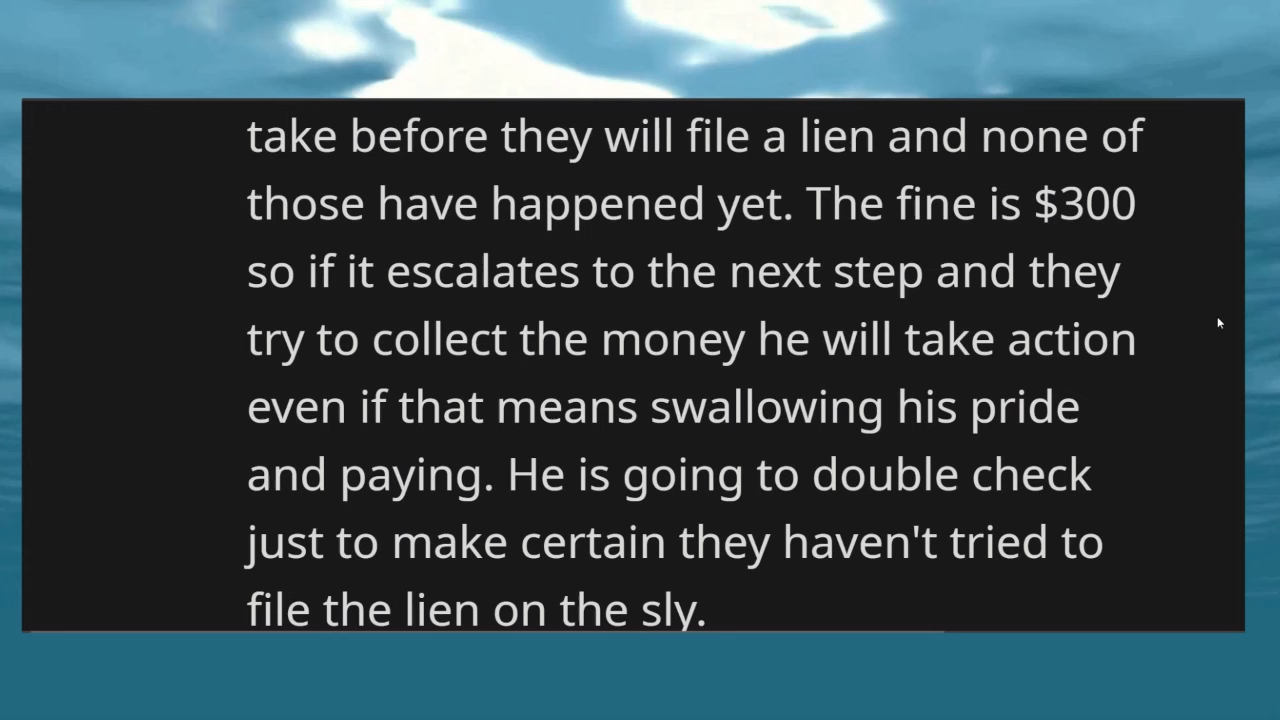 take before they will file a lien and none of
those have happened yet. The fine is $300
so if it escalates to the next step and they
try to collect the money he will take action
even if that means swallowing his pride
and paying. He is going to double check
just to make certain they haven't tried to
file the lien on the sly.